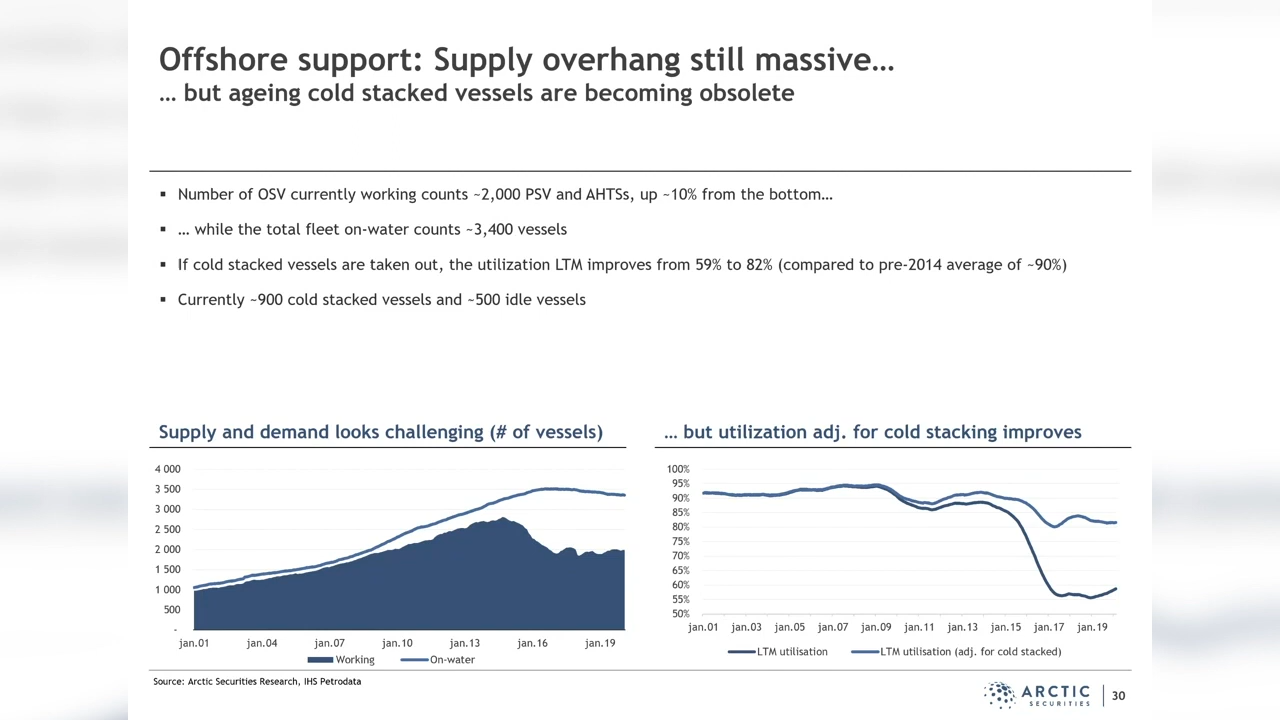 Offshore support: Supply overhang still massive…
… but ageing cold stacked vessels are becoming obsolete
▪ Number of OSV currently working counts ~2,000 PSV and AHTSs, up ~10% from the bottom…
▪ … while the total fleet on-water counts ~3,400 vessels
▪ If cold stacked vessels are taken out, the utilization LTM improves from 59% to 82% (compared to pre-2014 average of ~90%)
▪ Currently ~900 cold stacked vessels and ~500 idle vessels
Supply and demand looks challenging (# of vessels)
4 000
3 500
3 000
2 500
2 000
1 500
1 000
500
-
jan.01 jan.04 jan.07 jan.10 jan.13 jan.16 jan.19
Working On-water
… but utilization adj. for cold stacking improves
100%
95%
90%
85%
80%
75%
70%
65%
60%
55%
50%
jan.01 jan.03 jan.05 jan.07 jan.09 jan.11 jan.13 jan.15 jan.17 jan.19
LTM utilisation LTM utilisation (adj. for cold stacked)
Source: Arctic Securities Research, IHS Petrodata
ARCTIC
SECURITIES
30